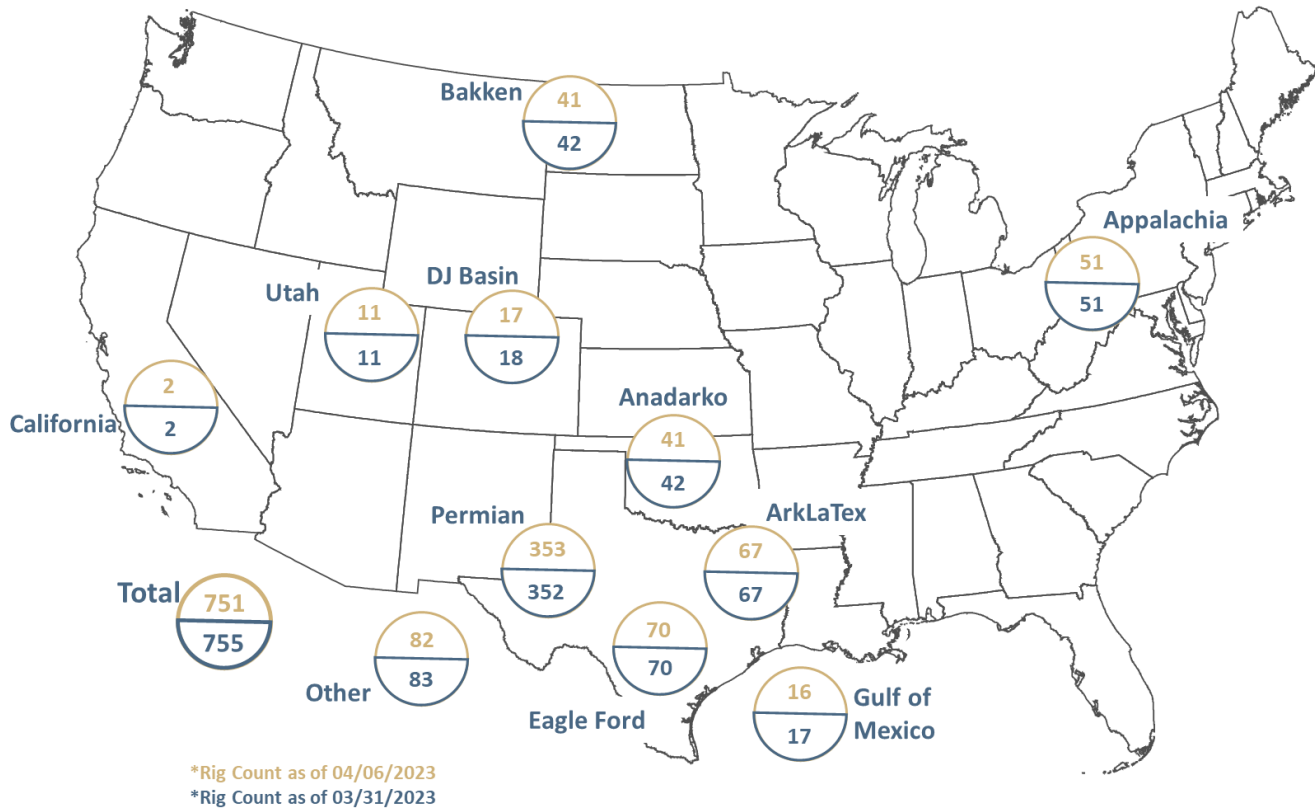 Bakken
41
42
Appalachia
51
51
DJ Basin
17
18
Utah
11
11
California
2
2
Anadarko
41
42
Permian
353
352
ArkLaTex
67
67
Total
751
755
Other
82
83
Eagle Ford
70
70
Gulf of
Mexico
16
17
*Rig Count as of 04/06/2023
*Rig Count as of 03/31/2023